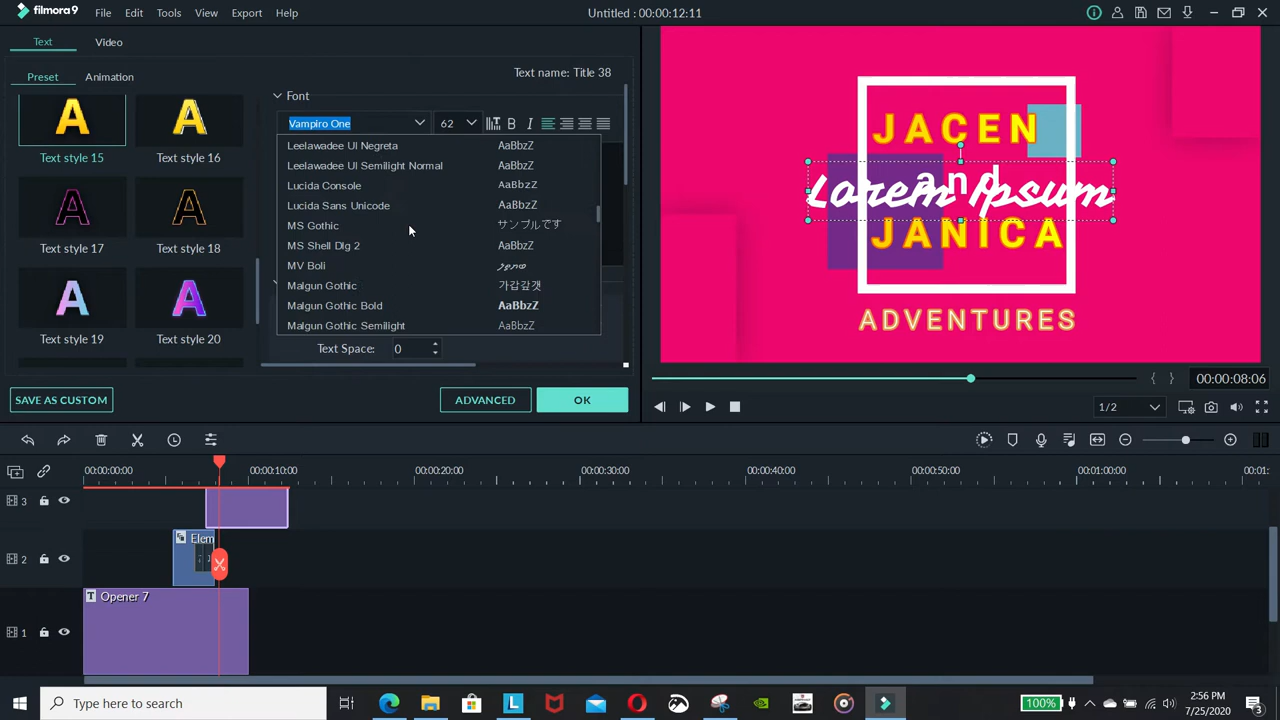 filmora9 File Edit Tools View Export Help Untitled : 00:00:12:11
Text Video
Preset Animation Text name: Title 38
Font
Vampiro One 62 B I
A A
Text style 15 Text style 16
A A
Text style 17 Text style 18
A A
Text style 19 Text style 20
Leelawadee UI Negreta AaBbzZ
Leelawadee UI Semilight Normal AaBbzZ
Lucida Console AaBbzZ
Lucida Sans Unicode AaBbzZ
MS Gothic サンプルです
MS Shell Dlg 2 AaBbzZ
MV Boli
Malgun Gothic 가갑갚갯
Malgun Gothic Bold AaBbzZ
Malgun Gothic Semilight AaBbzZ
Text Space: 0
SAVE AS CUSTOM ADVANCED OK
JACEN
and
Lorem Ipsum
JANICA
ADVENTURES
00:00:08:06
1/2
00:00:00:00 00:00:10:00 00:00:20:00 00:00:30:00 00:00:40:00 00:00:50:00 00:01:00:00 00:01:
3
2 Elem
1 T Opener 7
Type here to search L 100% 2:56 PM
7/25/2020 3